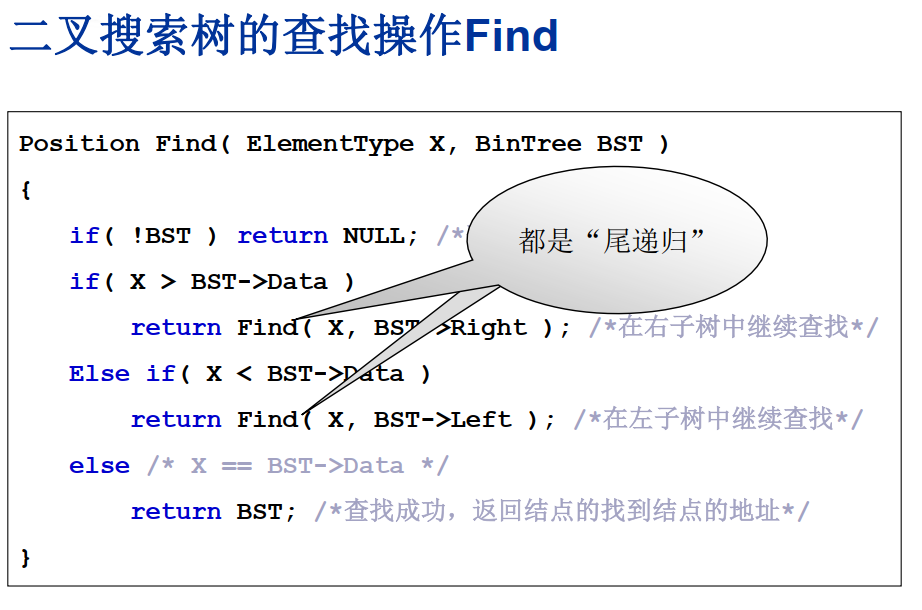 二叉搜索树的查找操作Find
Position Find( ElementType X, BinTree BST )
{
if( !BST ) return NULL; /*
都是“尾递归”
if( X > BST->Data )
return Find( X, BST->Right ); /*在右子树中继续查找*/
Else if( X < BST->Data )
return Find( X, BST->Left ); /*在左子树中继续查找*/
else /* X == BST->Data */
return BST; /*查找成功，返回结点的找到结点的地址*/
}